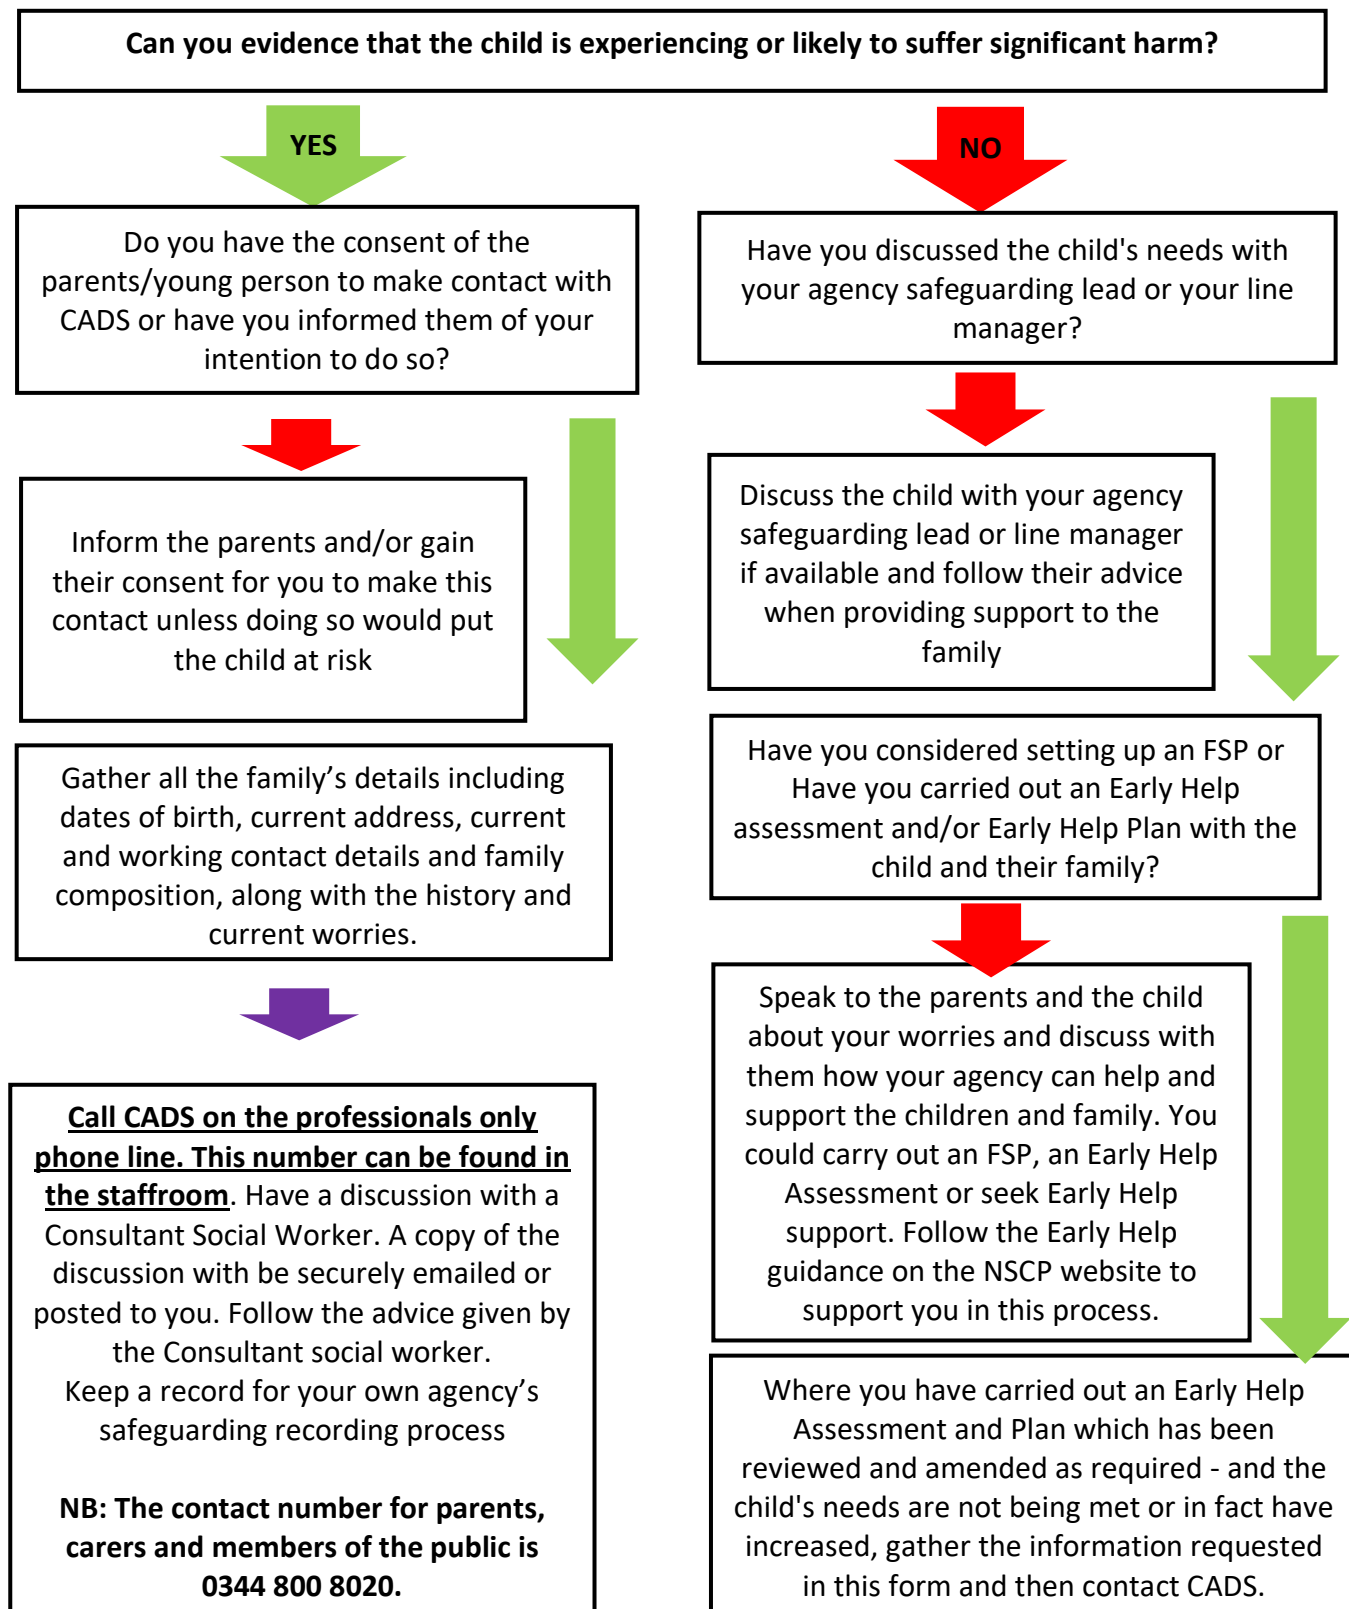 Can you evidence that the child is experiencing or likely to suffer significant harm?
YES
NO
Do you have the consent of the
parents/young person to make contact with
CADS or have you informed them of your
intention to do so?
Inform the parents and/or gain
their consent for you to make this
contact unless doing so would put
the child at risk
Gather all the family’s details including
dates of birth, current address, current
and working contact details and family
composition, along with the history and
current worries.
Call CADS on the professionals only
phone line. This number can be found in
the staffroom. Have a discussion with a
Consultant Social Worker. A copy of the
discussion with be securely emailed or
posted to you. Follow the advice given by
the Consultant social worker.
Keep a record for your own agency’s
safeguarding recording process
NB: The contact number for parents,
carers and members of the public is
0344 800 8020.
Have you discussed the child's needs with
your agency safeguarding lead or your line
manager?
Discuss the child with your agency
safeguarding lead or line manager
if available and follow their advice
when providing support to the
family
Have you considered setting up an FSP or
Have you carried out an Early Help
assessment and/or Early Help Plan with the
child and their family?
Speak to the parents and the child
about your worries and discuss with
them how your agency can help and
support the children and family. You
could carry out an FSP, an Early Help
Assessment or seek Early Help
support. Follow the Early Help
guidance on the NSCP website to
support you in this process.
Where you have carried out an Early Help
Assessment and Plan which has been
reviewed and amended as required - and the
child's needs are not being met or in fact have
increased, gather the information requested
in this form and then contact CADS.